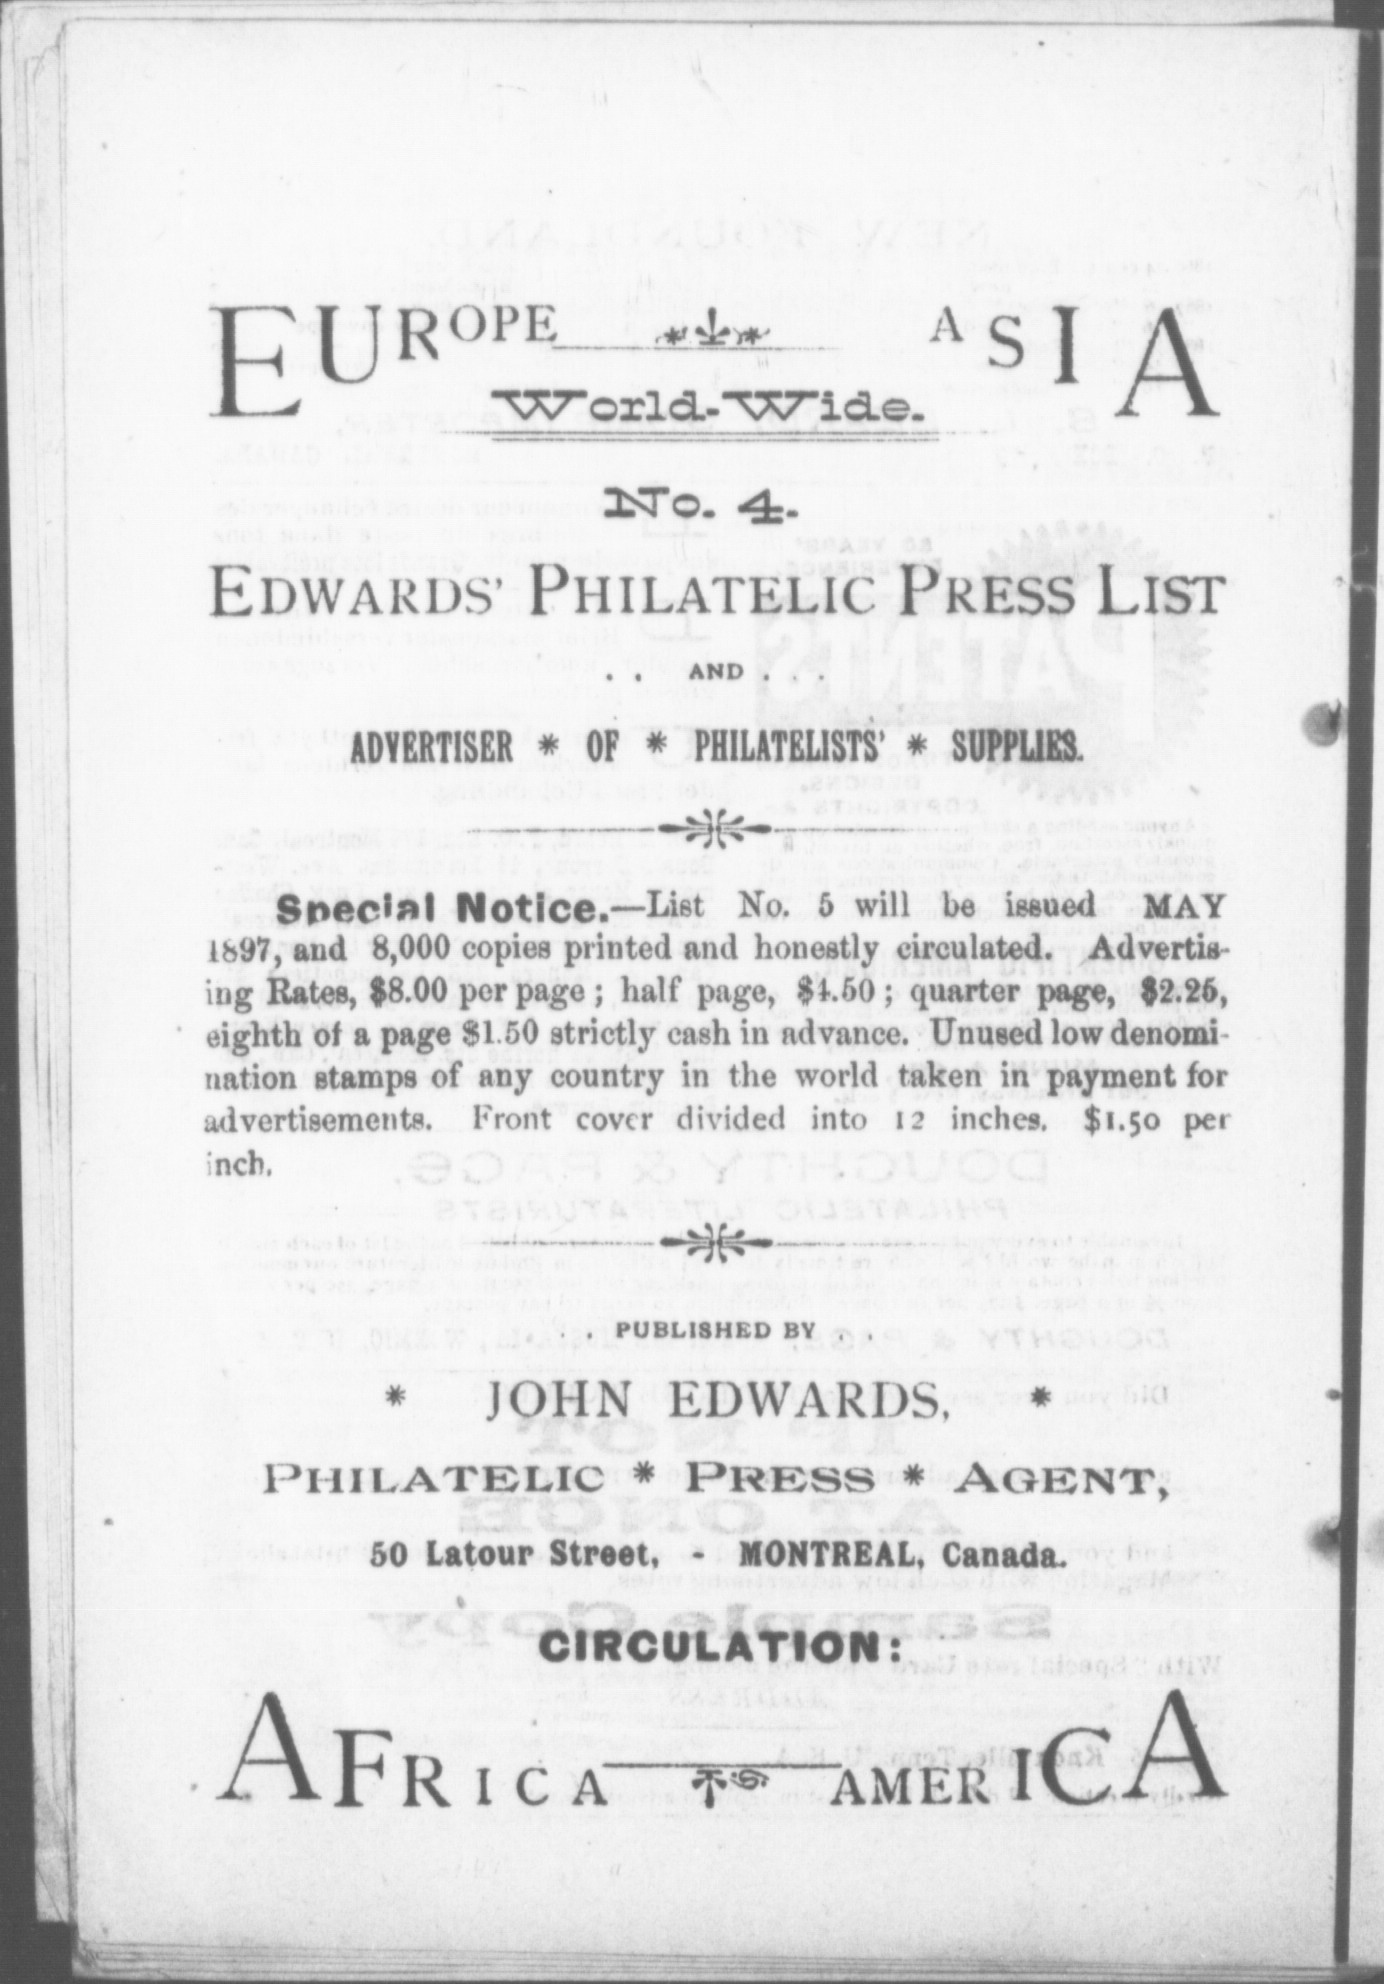 EUROPE ASIA
World-Wide.
No. 4.
EDWARDS' PHILATELIC PRESS LIST
. . AND . . .
ADVERTISER * OF * PHILATELISTS' * SUPPLIES.
Special Notice.—List No. 5 will be issued MAY
1897, and 8,000 copies printed and honestly circulated. Advertis-
ing Rates, $8.00 per page ; half page, $4.50 ; quarter page, $2.25,
eighth of a page $1.50 strictly cash in advance. Unused low denomi-
nation stamps of any country in the world taken in payment for
advertisements. Front cover divided into 12 inches. $1.50 per
inch.
. . PUBLISHED BY . .
* JOHN EDWARDS, *
PHILATELIC * PRESS * AGENT,
50 Latour Street, - MONTREAL, Canada.
CIRCULATION:
AFRICA AMERICA